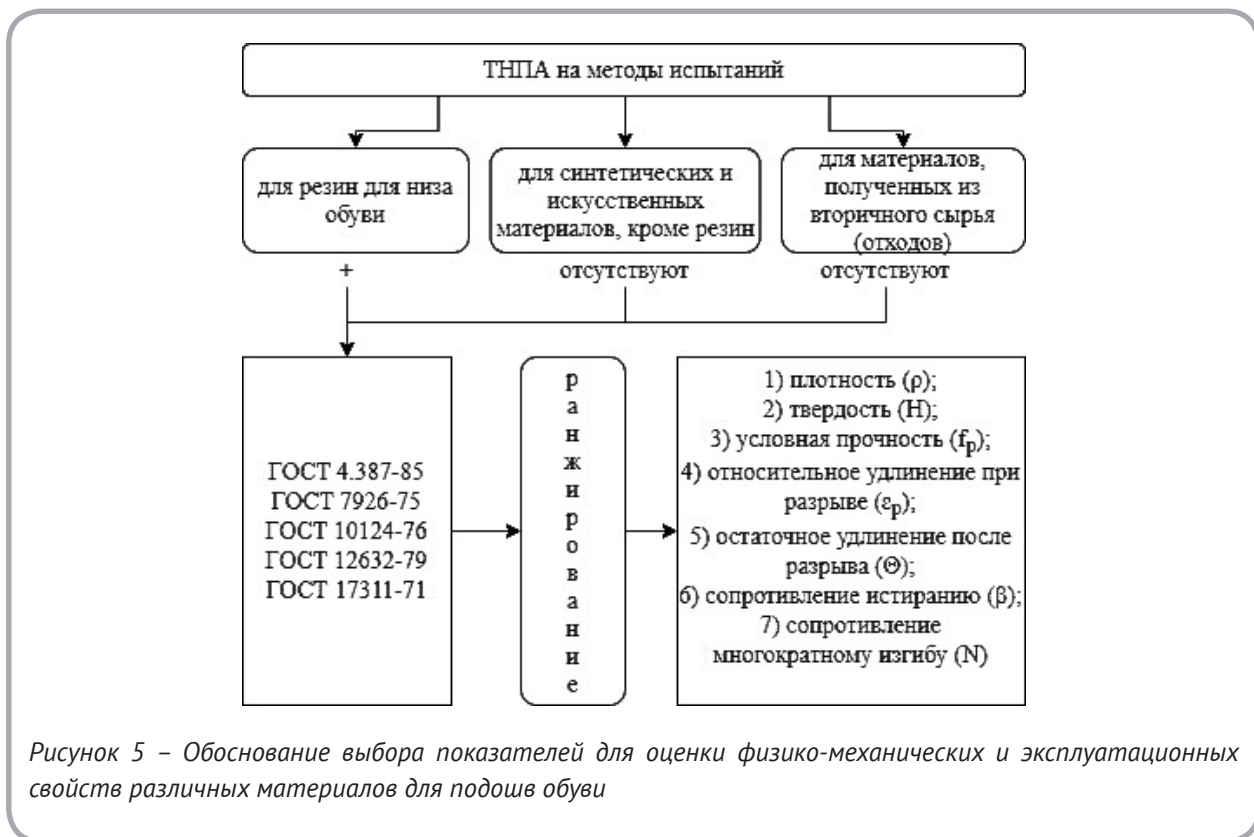 ТНПА на методы испытаний
для резин для низа
обуви
для синтетических и
искусственных
материалов, кроме резин
для материалов,
полученных из
вторичного сырья
(отходов)
+
отсутствуют
отсутствуют
ГОСТ 4.387-85
ГОСТ 7926-75
ГОСТ 10124-76
ГОСТ 12632-79
ГОСТ 17311-71
р
а
н
ж
и
р
о
в
а
н
и
е
1) плотность (ρ);
2) твердость (Н);
3) условная прочность (fp);
4) относительное удлинение при
разрыве (εp);
5) остаточное удлинение после
разрыва (Θ);
6) сопротивление истиранию (β);
7) сопротивление
многократному изгибу (N)
Рисунок 5 – Обоснование выбора показателей для оценки физико-механических и эксплуатационных
свойств различных материалов для подошв обуви